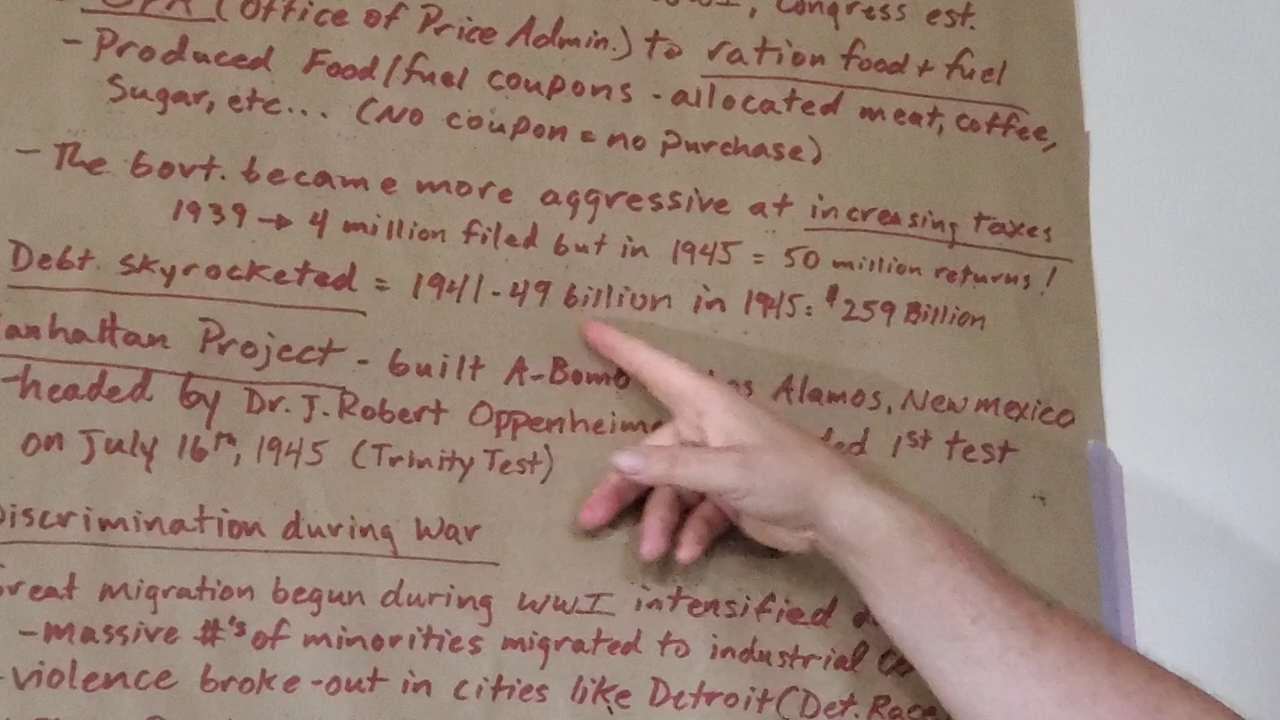 (Office of Price Admin.) to ration food + fuel
- Produced Food/fuel coupons - allocated meat, coffee,
Sugar, etc... (No coupon = no Purchase)
- The Govt. became more aggressive at increasing taxes
1939 → 4 million filed but in 1945 = 50 million returns!
Debt skyrocketed = 1941 - 49 billion in 1945: $259 Billion
Manhattan Project - built A-Bomb Los Alamos, New mexico
- headed by Dr. J. Robert Oppenheime 1st test
on July 16th, 1945 (Trinity Test)
Discrimination during War
Great migration begun during WWI intensified
- massive #'s of minorities migrated to industrial
- violence broke-out in cities like Detroit (Det. Race